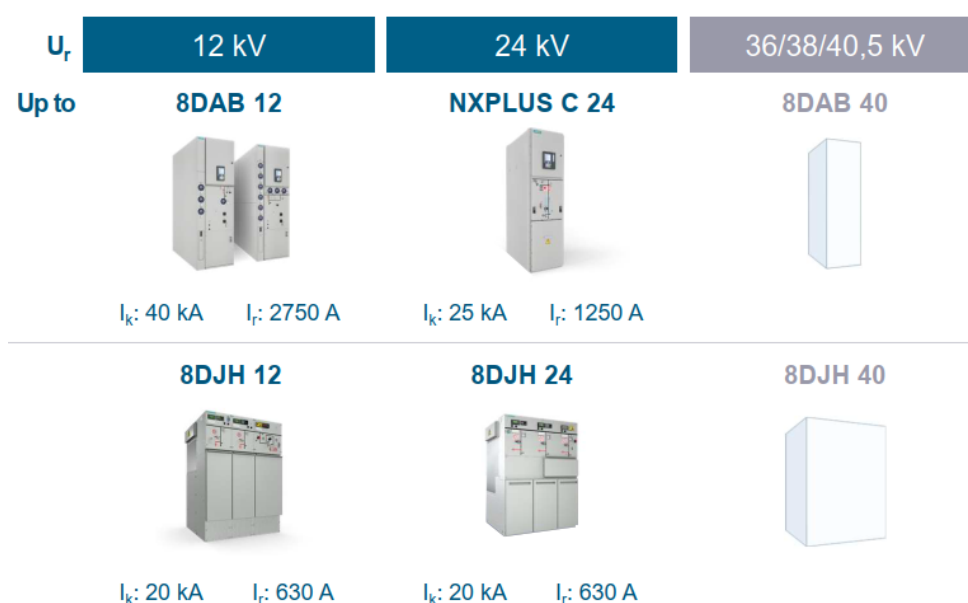 Ur 12 kV 24 kV 36/38/40,5 kV
Up to 8DAB 12 NXPLUS C 24 8DAB 40
Ik: 40 kA Ir: 2750 A Ik: 25 kA Ir: 1250 A
8DJH 12 8DJH 24 8DJH 40
Ik: 20 kA Ir: 630 A Ik: 20 kA Ir: 630 A